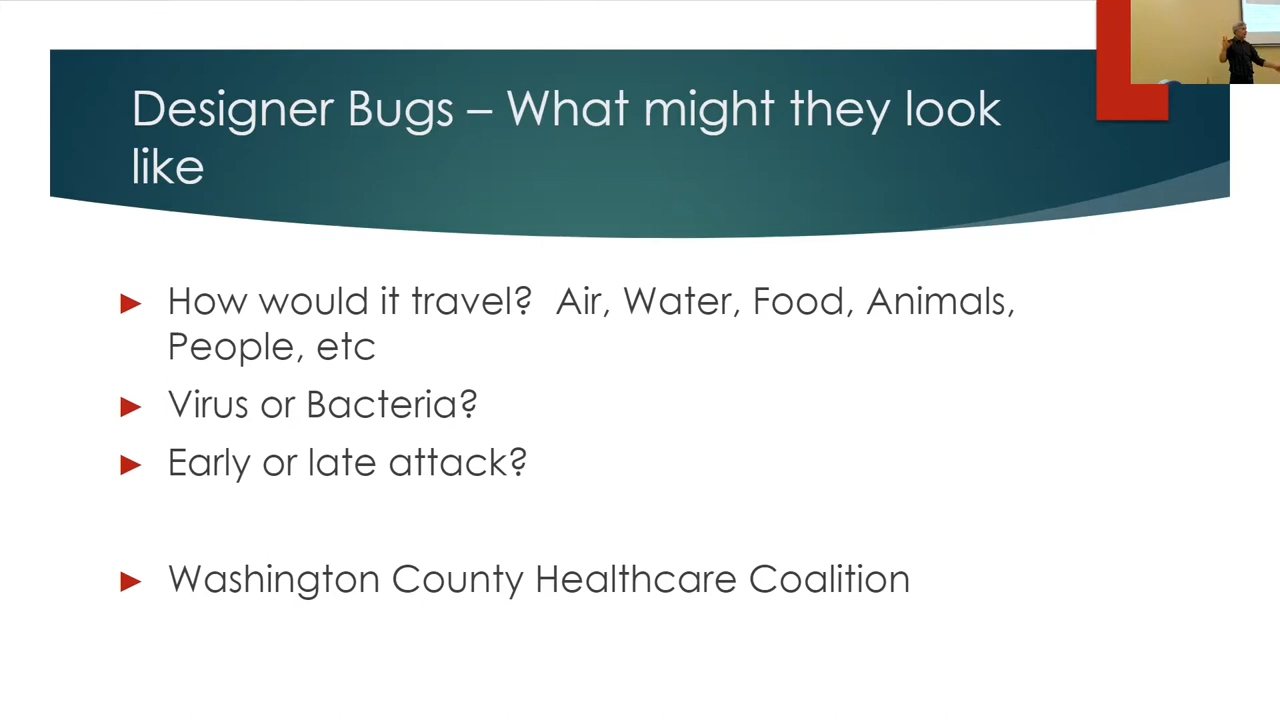 Designer Bugs – What might they look
like
How would it travel?  Air, Water, Food, Animals,
People, etc
Virus or Bacteria?
Early or late attack?
Washington County Healthcare Coalition